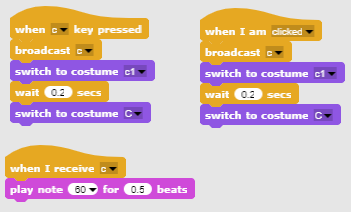 when c key pressed
broadcast c
switch to costume c1
wait 0.2 secs
switch to costume C
when I am clicked
broadcast c
switch to costume c1
wait 0.2 secs
switch to costume C
when I receive c
play note 60 for 0.5 beats